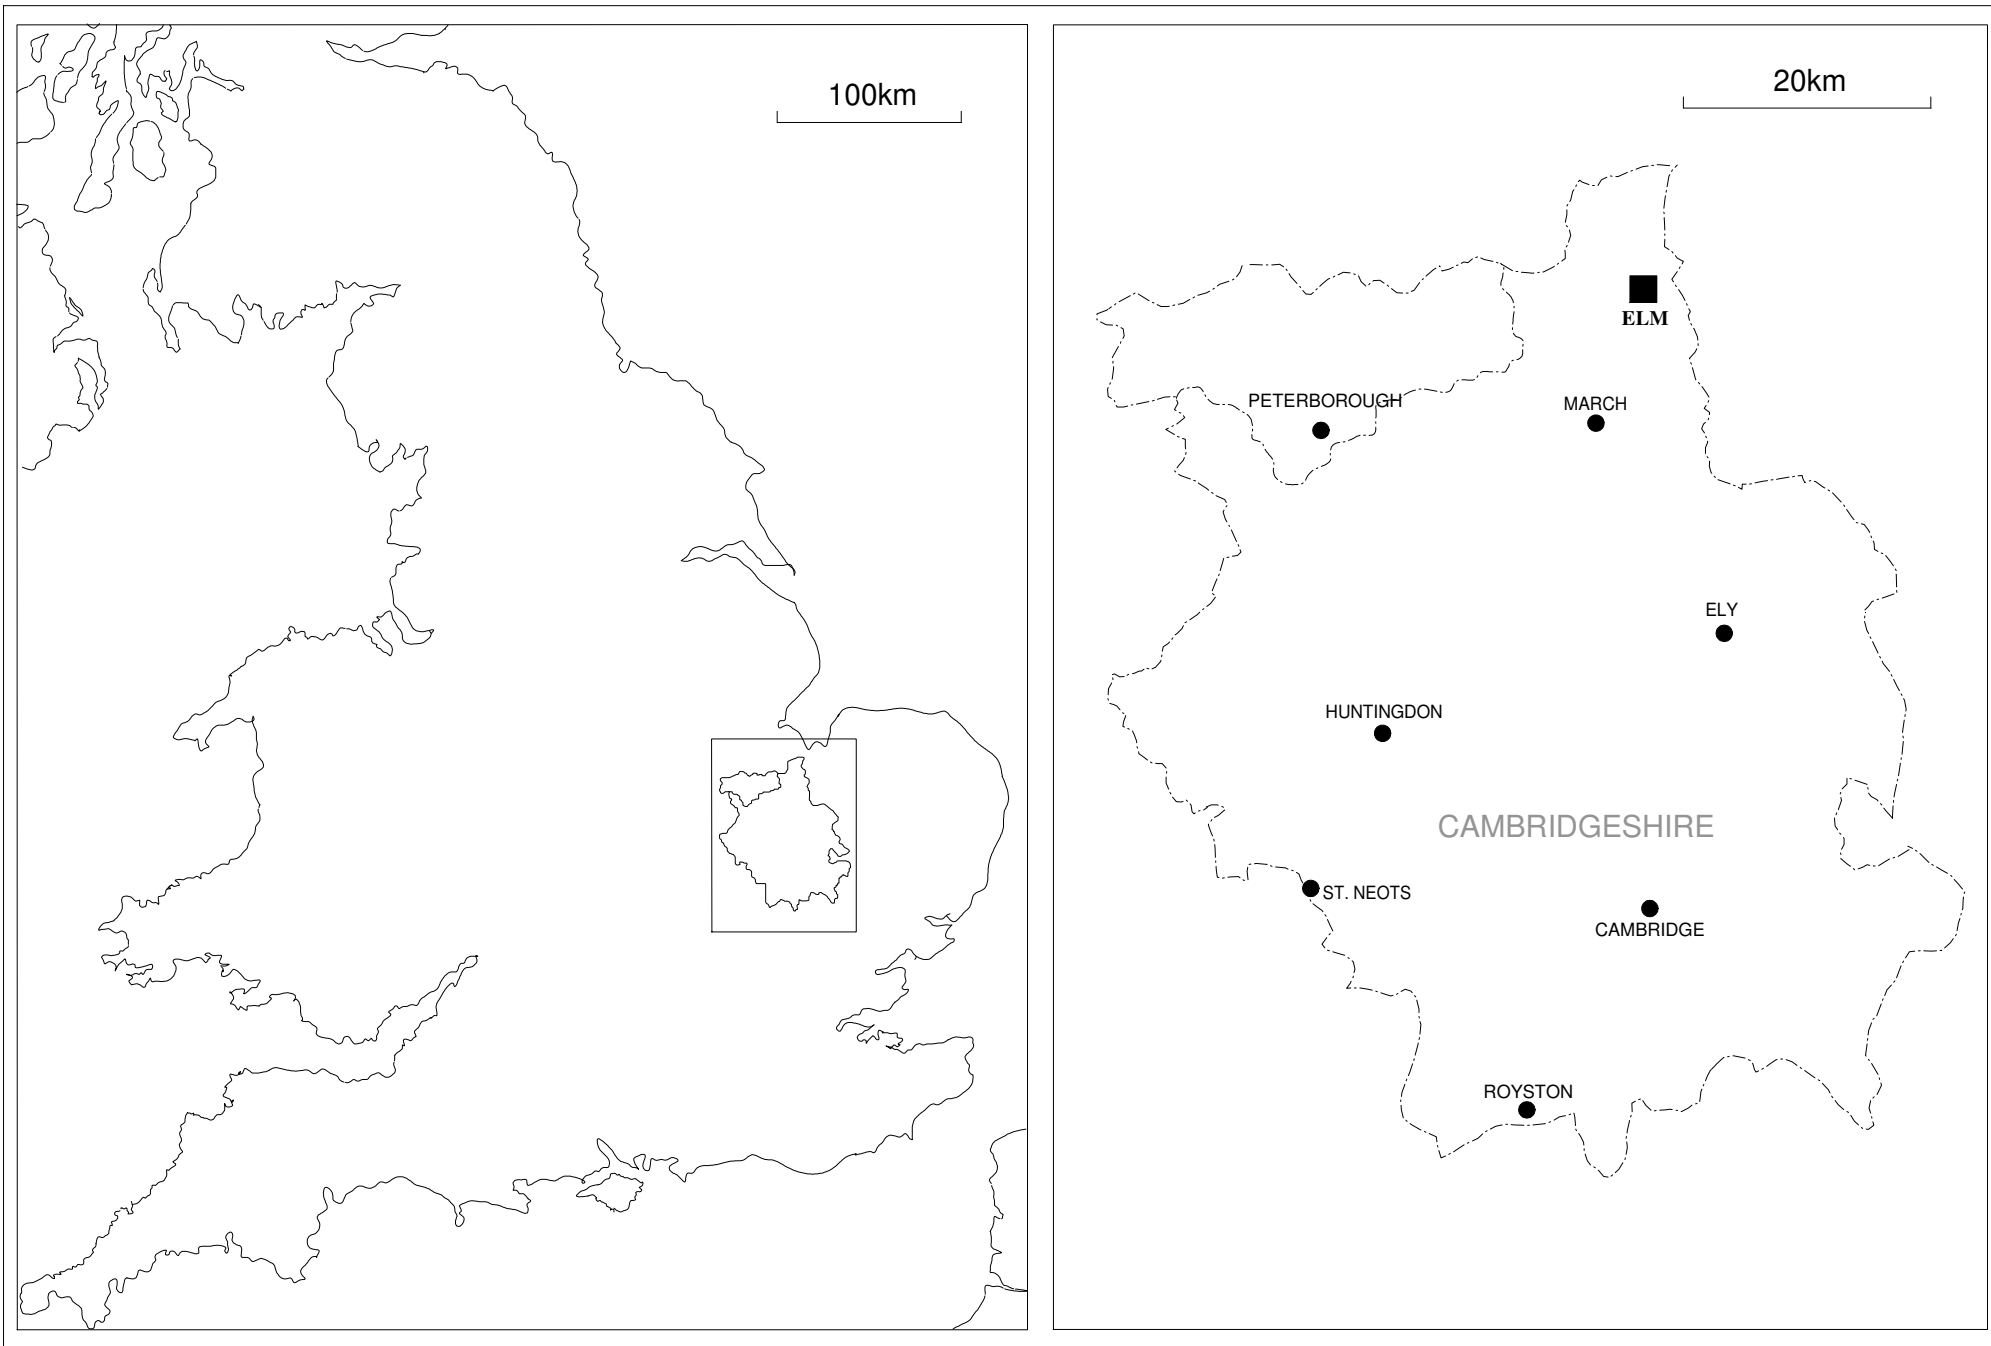 100km
20km
ELM
PETERBOROUGH
MARCH
ELY
HUNTINGDON
CAMBRIDGESHIRE
ST. NEOTS
CAMBRIDGE
ROYSTON